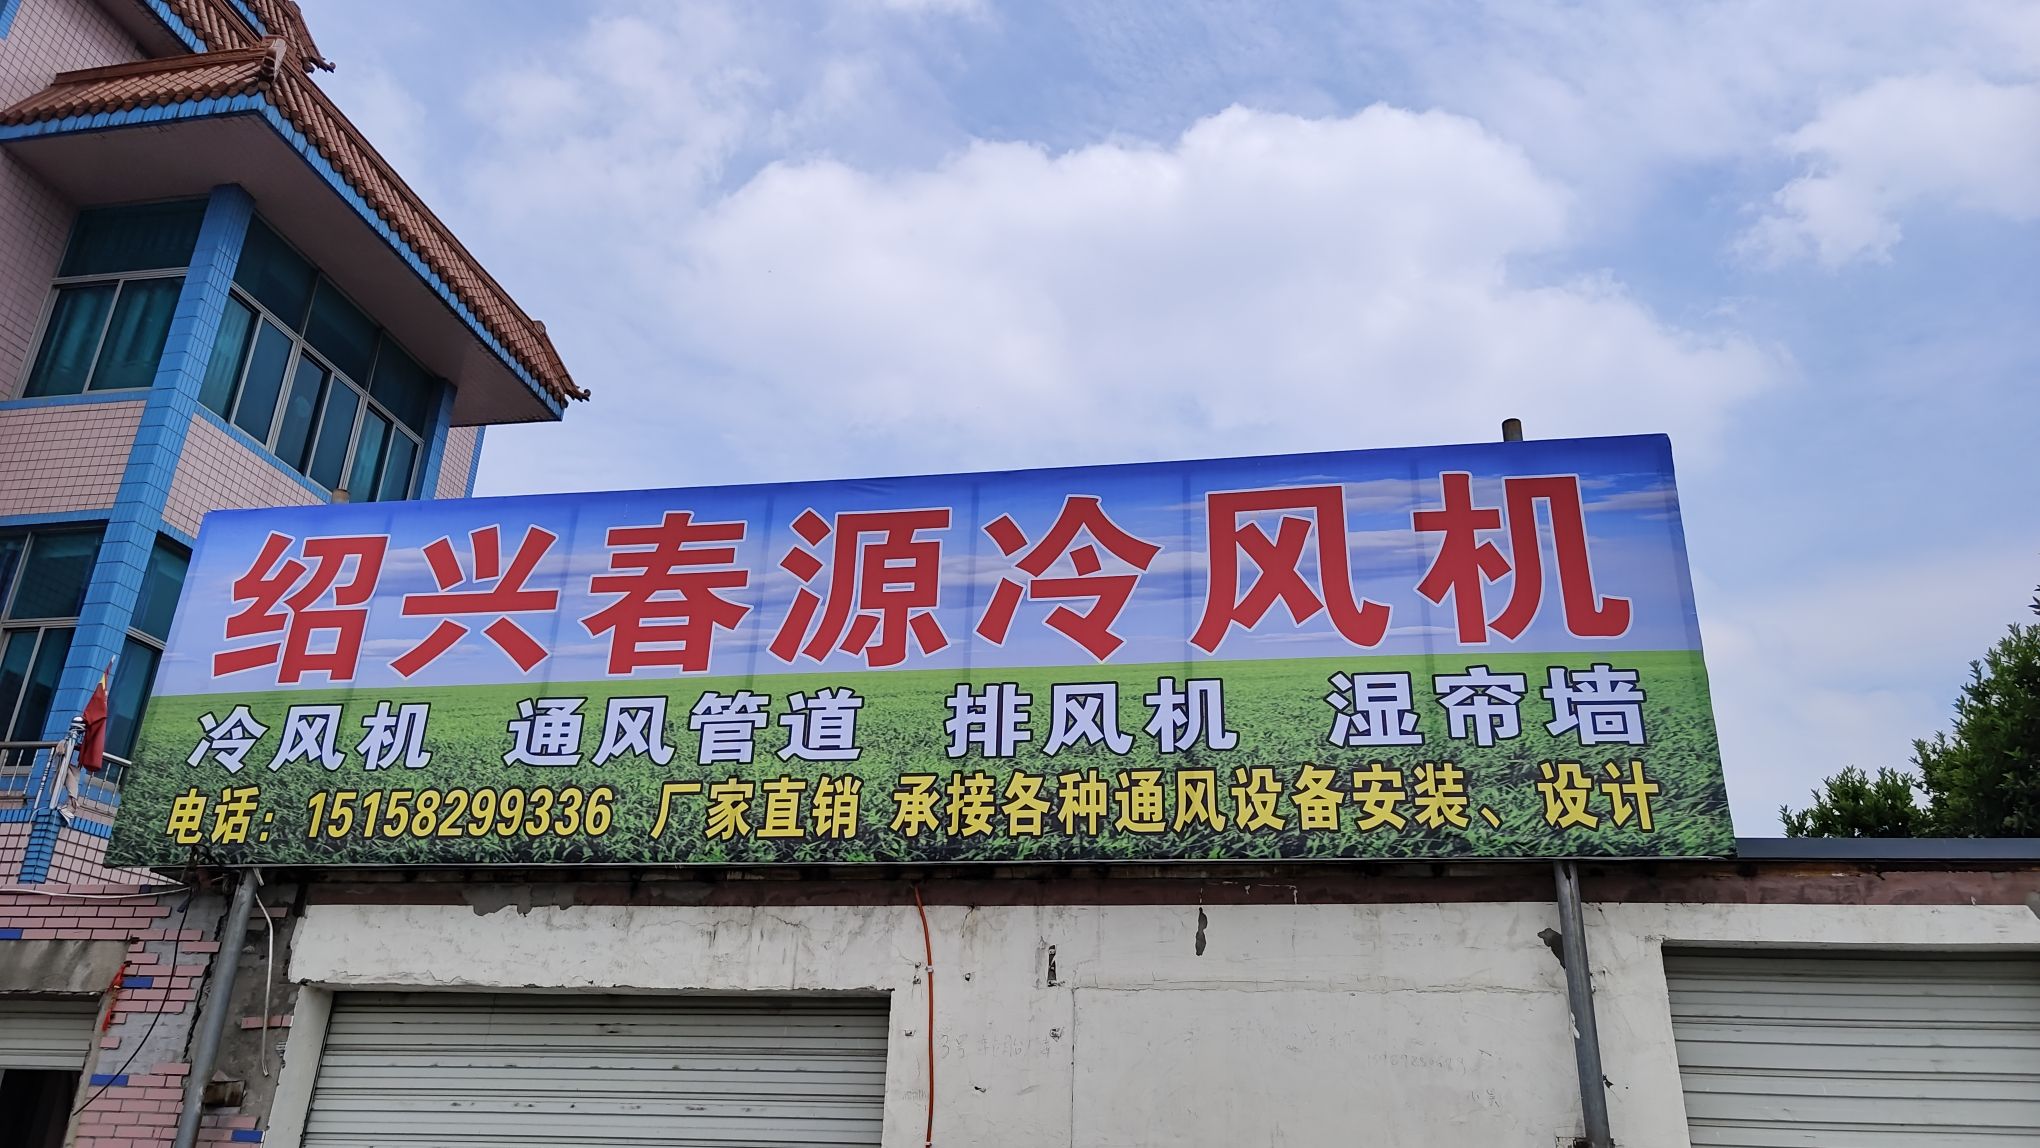 绍兴春源冷风机
冷风机 通风管道 排风机 湿帘墙
电话：15158299336 厂家直销 承接各种通风设备安装、设计